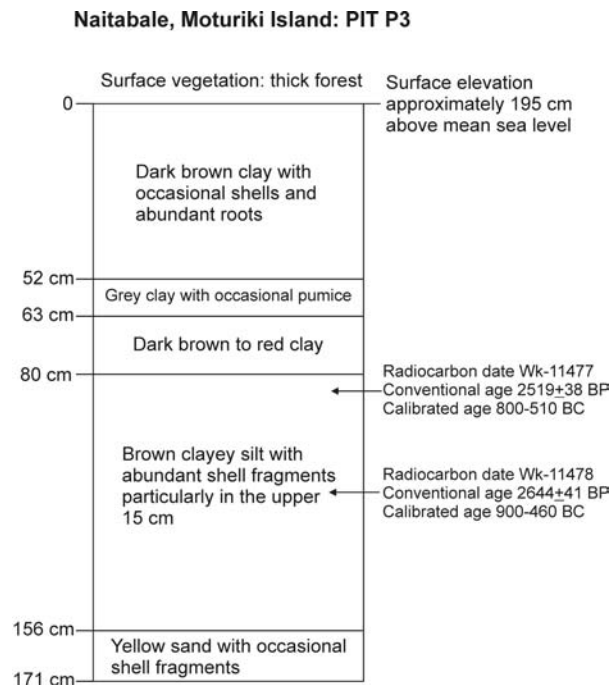 Naitabale, Moturiki Island: PIT P3
Surface vegetation: thick forest
Surface elevation
approximately 195 cm
above mean sea level
0
Dark brown clay with
occasional shells and
abundant roots
52 cm
Grey clay with occasional pumice
63 cm
Dark brown to red clay
80 cm
Radiocarbon date Wk-11477
Conventional age 2519±38 BP
Calibrated age 800-510 BC
Brown clayey silt with
abundant shell fragments
particularly in the upper
15 cm
Radiocarbon date Wk-11478
Conventional age 2644±41 BP
Calibrated age 900-460 BC
156 cm
Yellow sand with occasional
shell fragments
171 cm